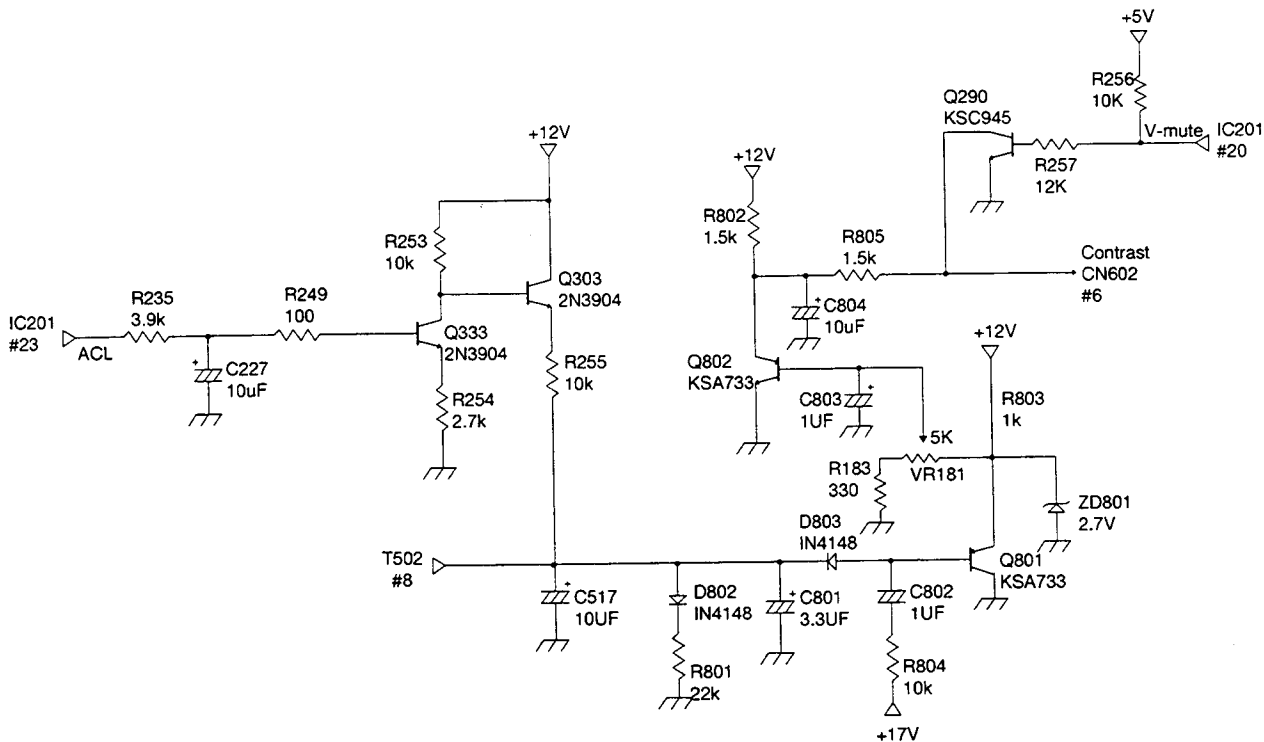 +5V
R256
10K
Q290
KSC945
V-mute
IC201
#20
R257
12K
+12V
+12V
R802
1.5k
R805
1.5k
Contrast
CN602
#6
R253
10k
Q303
2N3904
C804
10uF
R235
3.9k
R249
100
IC201
#23
ACL
Q333
2N3904
+12V
C227
10uF
R255
10k
Q802
KSA733
R254
2.7k
C803
1UF
R803
1k
5K
VR181
R183
330
ZD801
2.7V
D803
IN4148
T502
#8
Q801
KSA733
C517
10UF
D802
IN4148
C801
3.3UF
C802
1UF
R801
22k
R804
10k
+17V